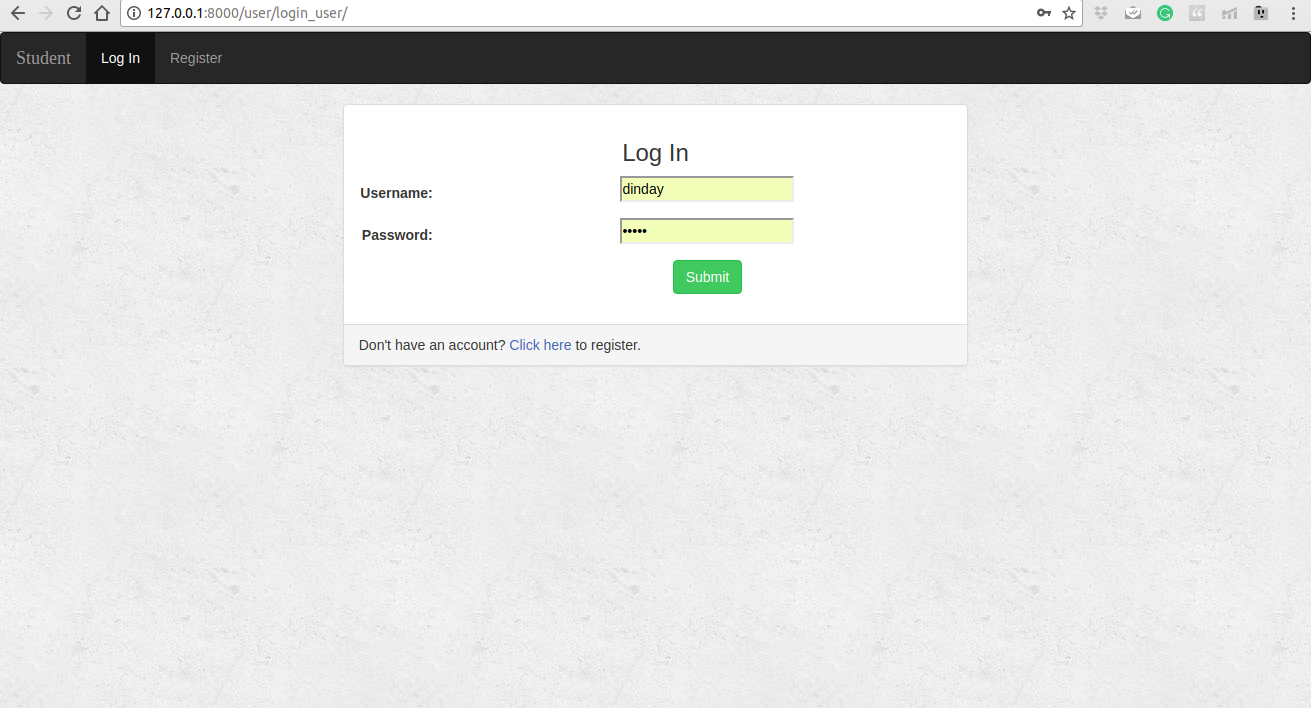 127.0.0.1:8000/user/login_user/
Student Log In Register
Log In
Username: dinday
Password: •••••
Submit
Don't have an account? Click here to register.